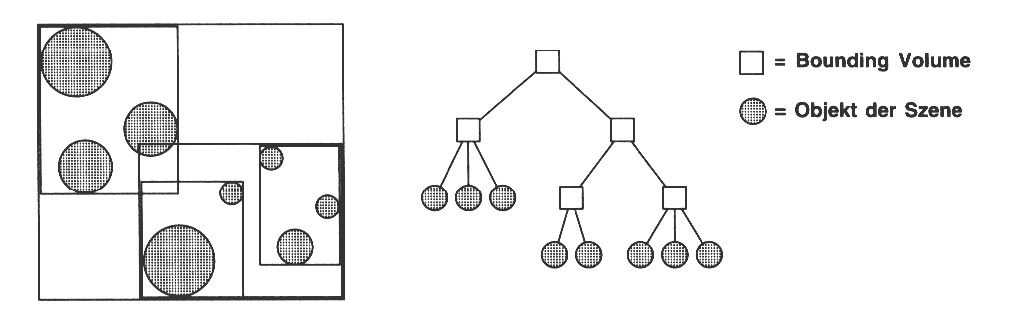 = Bounding Volume
= Objekt der Szene